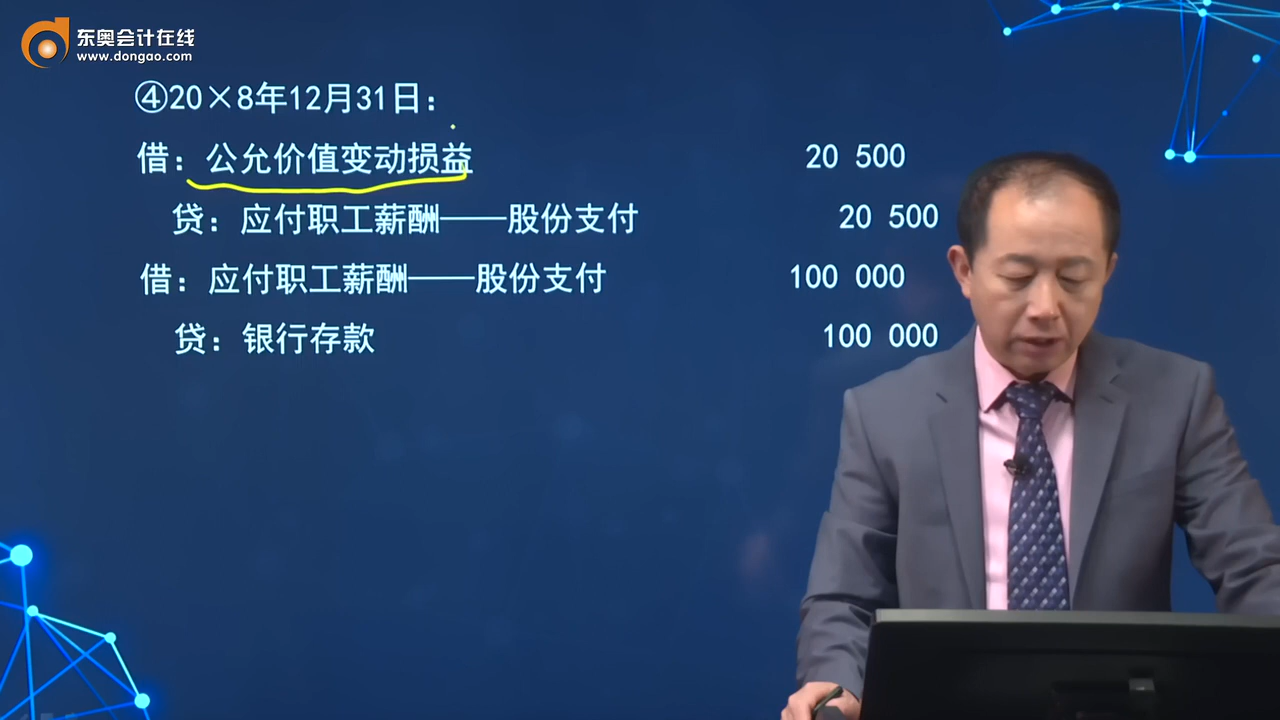 东奥会计在线
www.dongao.com
④20×8年12月31日：
借：公允价值变动损益 20 500
贷：应付职工薪酬——股份支付 20 500
借：应付职工薪酬——股份支付 100 000
贷：银行存款 100 000